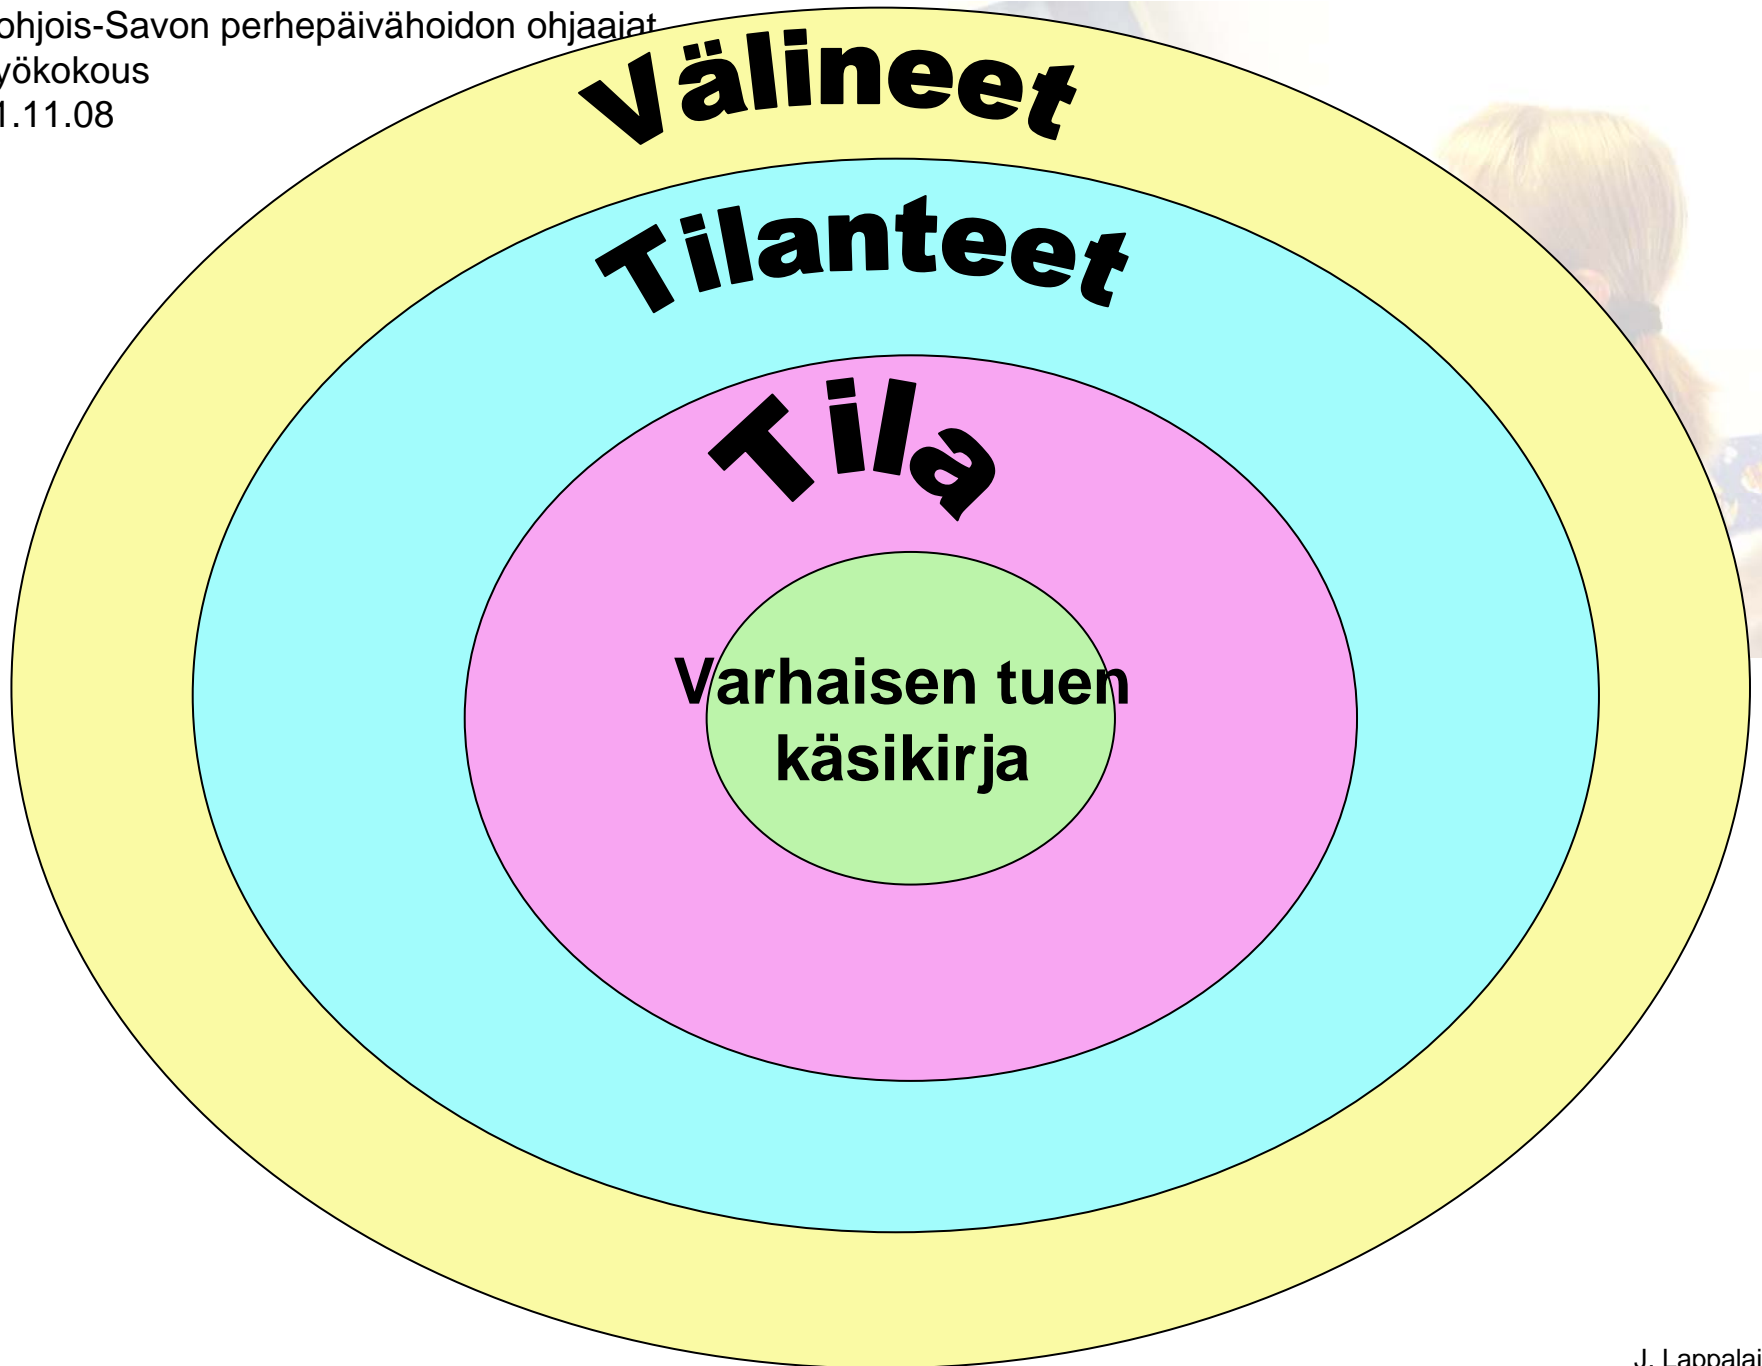 ohjois-Savon perhepäivähoidon ohjaajat
yökokous
1.11.08
Välineet
Tilanteet
Tila
Varhaisen tuen
käsikirja
J. Lappalai